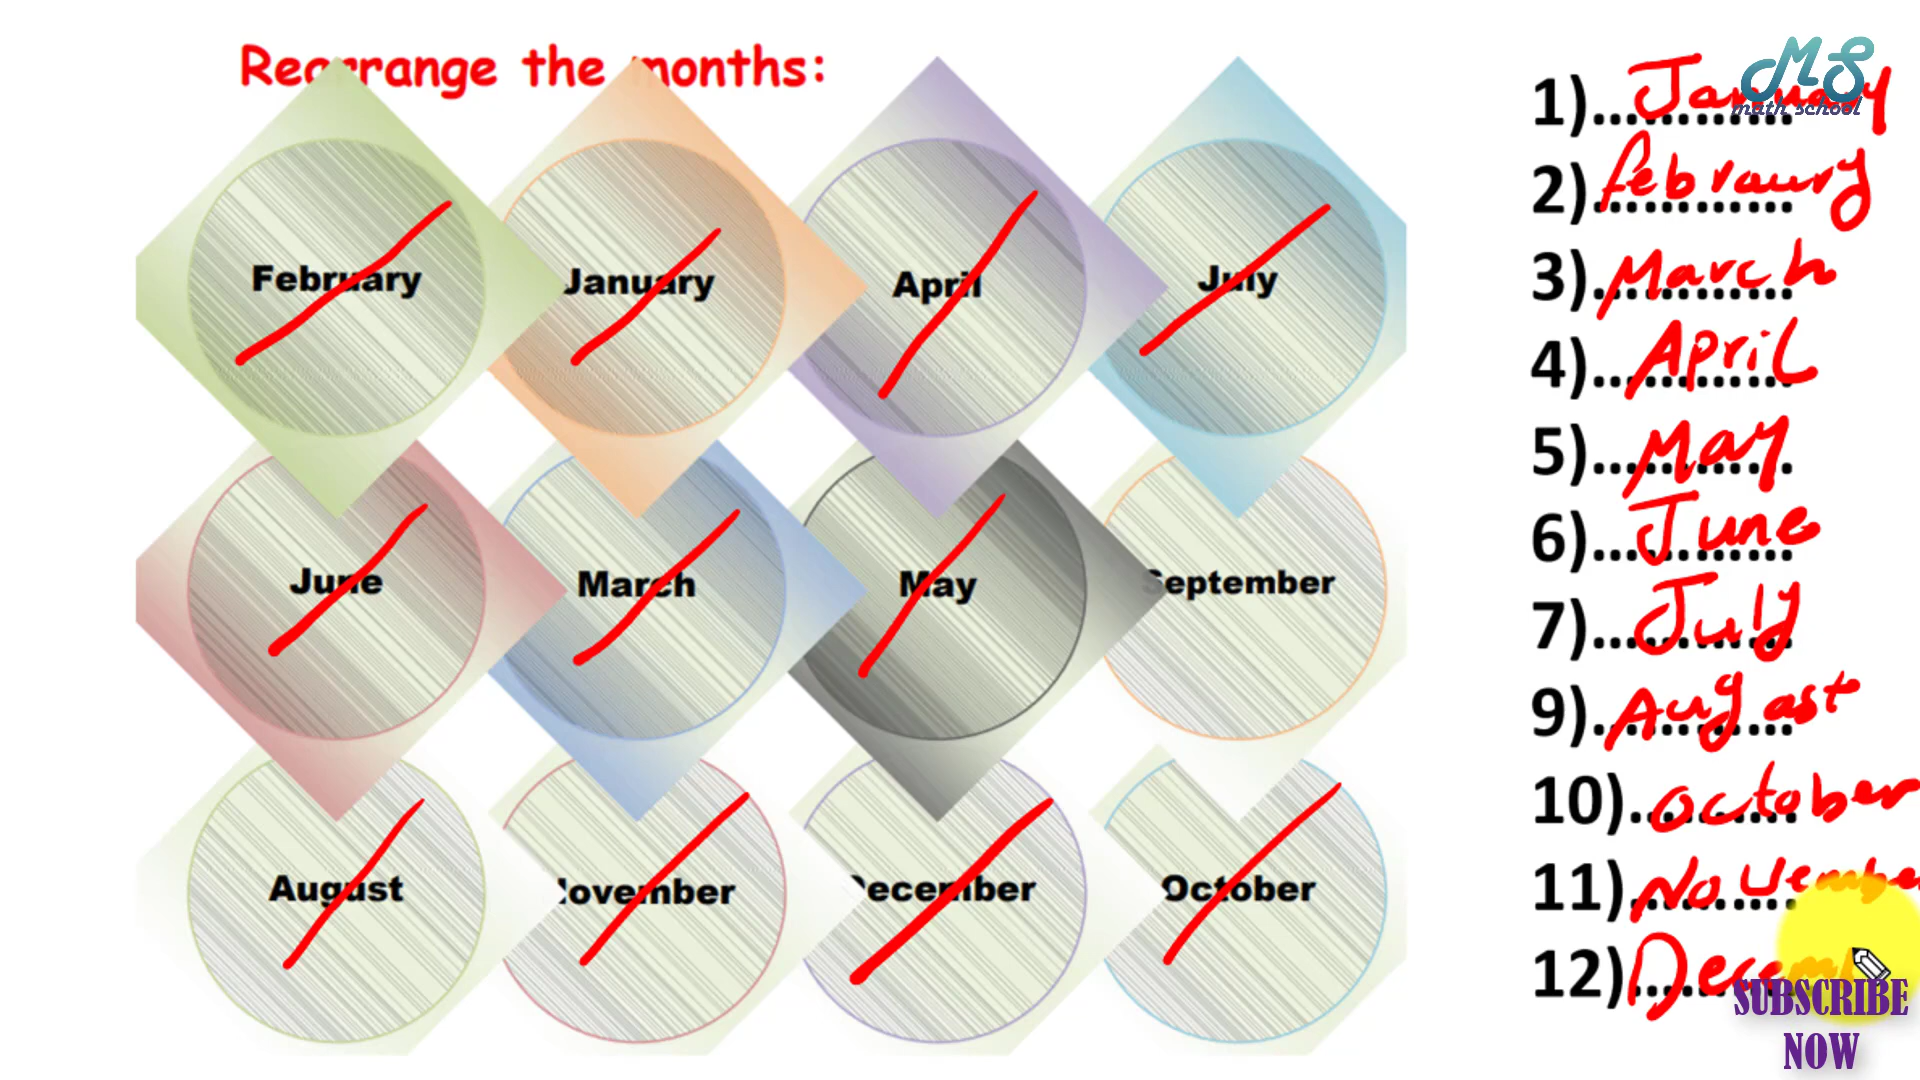 Rearrange the months:
February
January
April
July
June
March
May
September
August
November
December
October
1)............ January
2)............ febraury
3)............ March
4)............ April
5)............ May
6)............ June
7)............ July
9)............ Augast
10)............ october
11)............ November
12)............
MS
math school
SUBSCRIBE
NOW